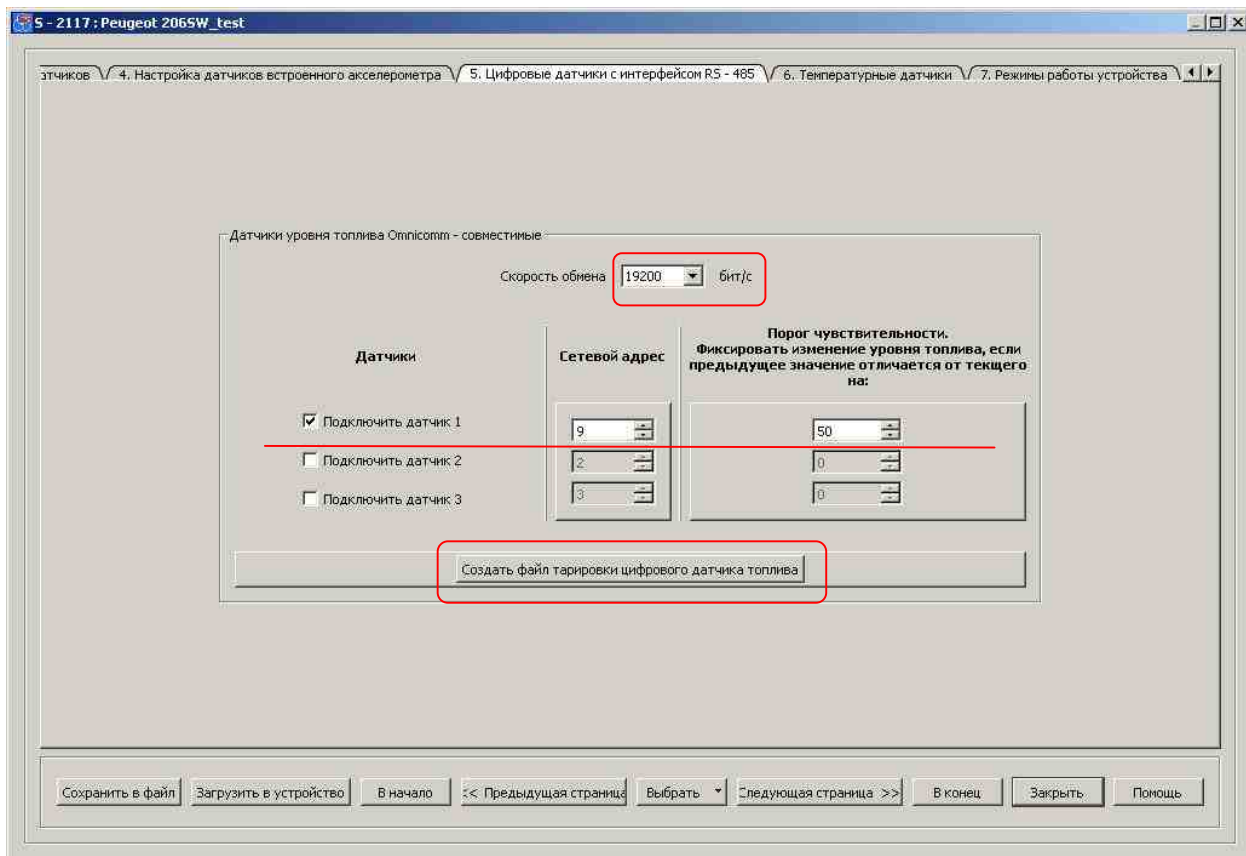 S - 2117 : Peugeot 206SW_test
этчиков 4. Настройка датчиков встроенного акселерометра 5. Цифровые датчики с интерфейсом RS - 485 6. Температурные датчики 7. Режимы работы устройства
Датчики уровня топлива Omnicomm - совместимые
Скорость обмена 19200 бит/с
Датчики
Сетевой адрес
Порог чувствительности.
Фиксировать изменение уровня топлива, если
предыдущее значение отличается от текщего
на:
Подключить датчик 1 9 50
Подключить датчик 2 2 0
Подключить датчик 3 3 0
Создать файл тарировки цифрового датчика топлива
Сохранить в файл Загрузить в устройство В начало << Предыдущая страница Выбрать Следующая страница >> В конец Закрыть Помощь